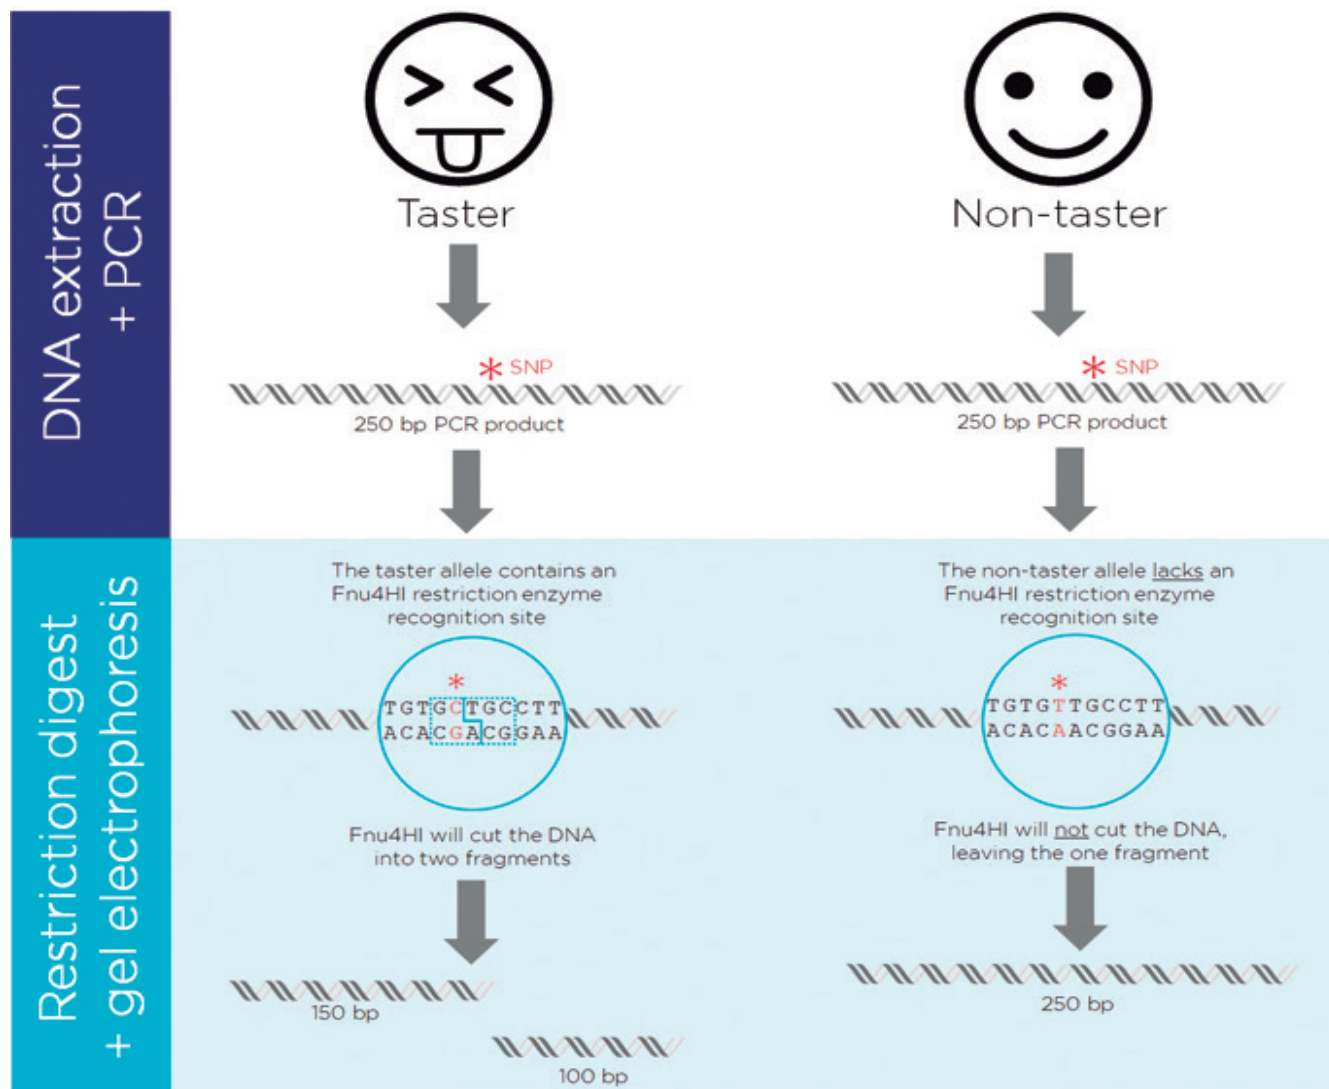 DNA extraction
+ PCR
Taster
Non-taster
* SNP
250 bp PCR product
* SNP
250 bp PCR product
Restriction digest
+ gel electrophoresis
The taster allele contains an
Fnu4HI restriction enzyme
recognition site
*
TGTGCTGCCTT
ACACGACGGAA
Fnu4HI will cut the DNA
into two fragments
150 bp
100 bp
The non-taster allele lacks an
Fnu4HI restriction enzyme
recognition site
*
TGTGTTGCCTT
ACACAACGGAA
Fnu4HI will not cut the DNA,
leaving the one fragment
250 bp